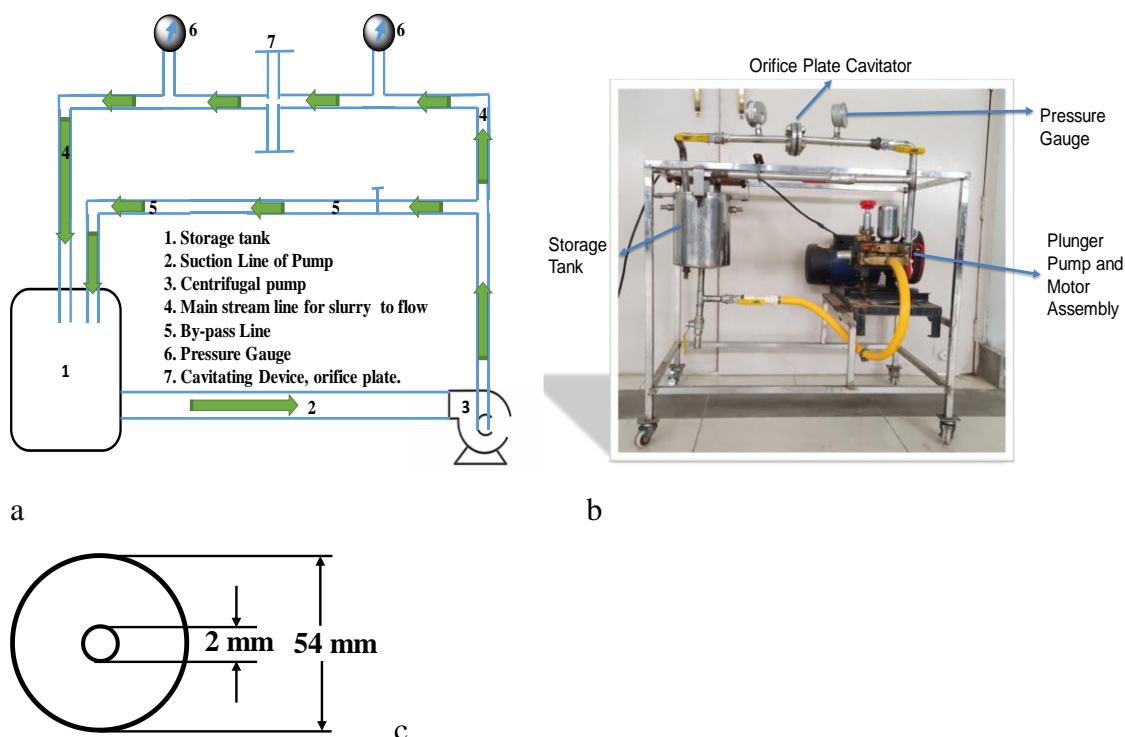 6
7
6
4
4
5
5
1. Storage tank
2. Suction Line of Pump
3. Centrifugal pump
4. Main stream line for slurry to flow
5. By-pass Line
6. Pressure Gauge
7. Cavitating Device, orifice plate.
1
2
3
a
Orifice Plate Cavitator
Pressure
Gauge
Storage
Tank
Plunger
Pump and
Motor
Assembly
b
2 mm
54 mm
c